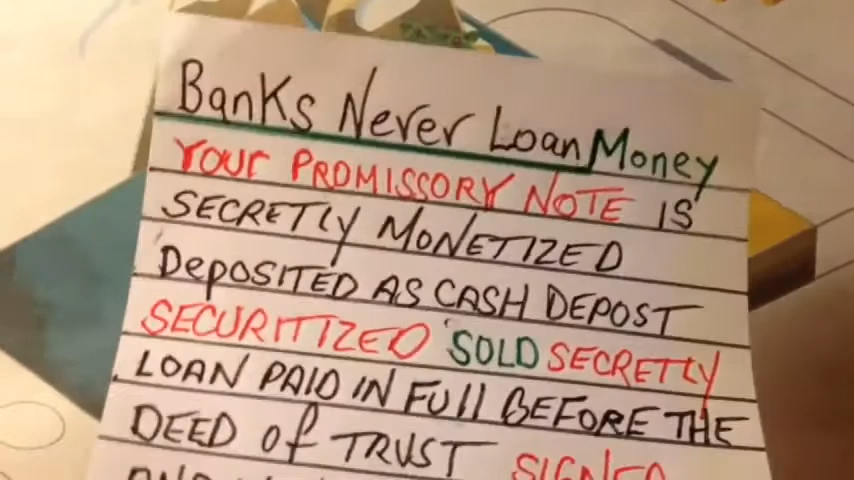 Banks Never Loan Money
YOUR PROMISSORY NOTE IS
SECRETLY MONETIZED
DEPOSITED AS CASH DEPOST
SECURITIZED SOLD SECRETLY
LOAN PAID IN FULL BEFORE THE
DEED of TRUST SIGNED